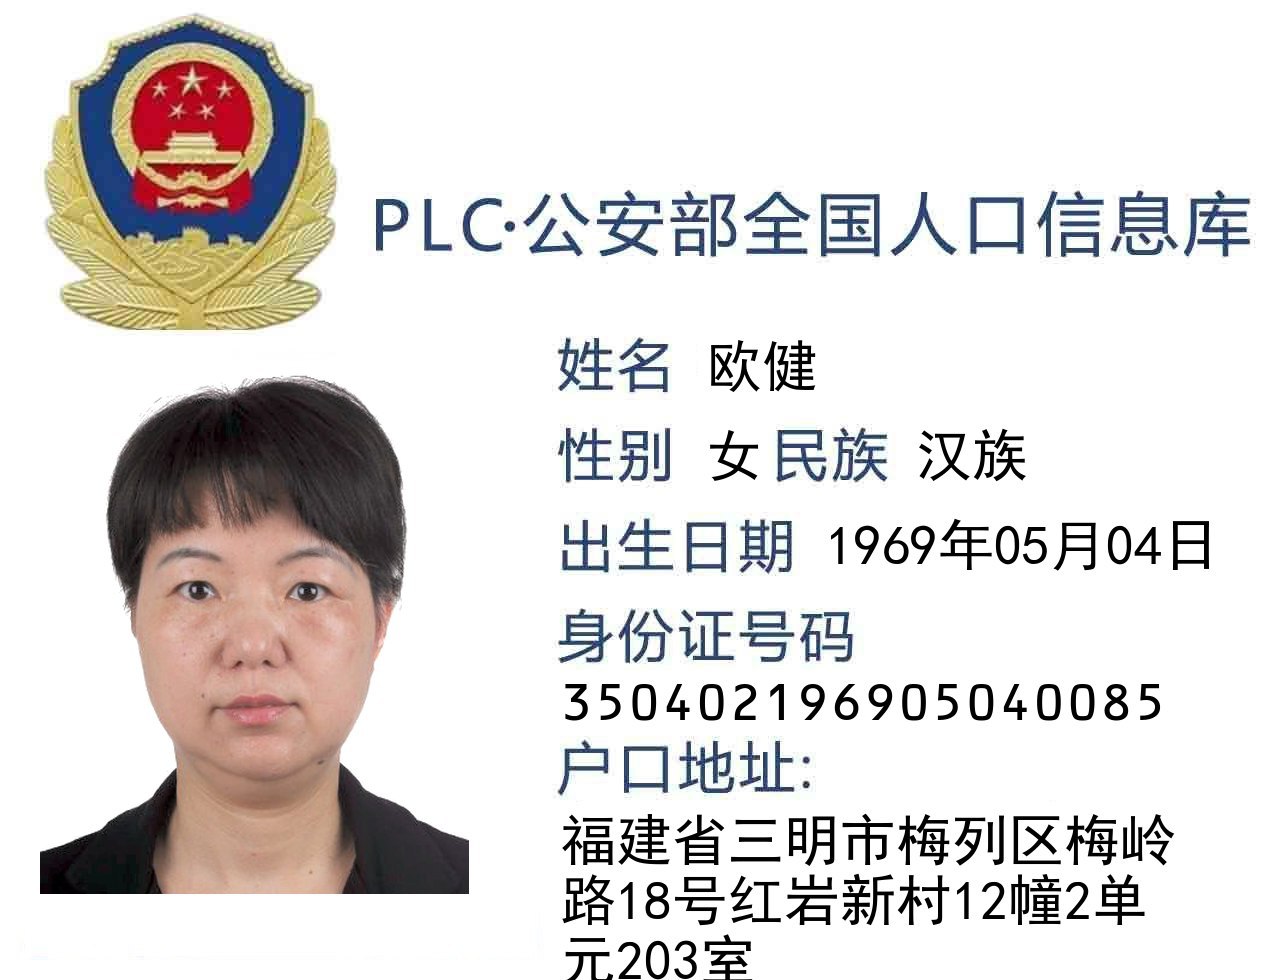 PLC·公安部全国人口信息库
姓名 欧健
性别 女 民族 汉族
出生日期 1969年05月04日
身份证号码
350402196905040085
户口地址:
福建省三明市梅列区梅岭
路18号红岩新村12幢2单
元203室